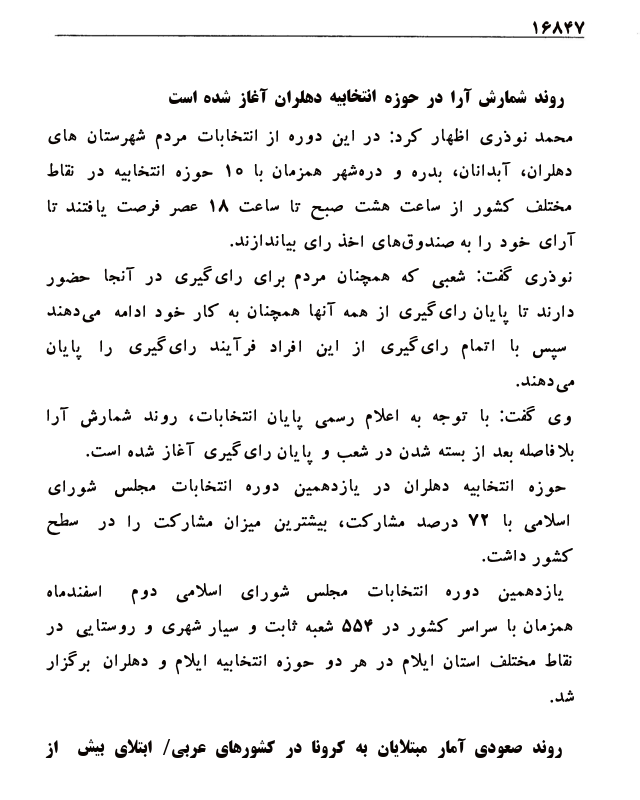 ۱۶۸۴۷
روند شمارش آرا در حوزه انتخابیه دهلران آغاز شده است
محمد نوذری اظهار کرد: در این دوره از انتخابات مردم شهرستان های
دهلران، آبدانان، بدره و دره‌شهر همزمان با ۱۰ حوزه انتخابیه در نقاط
مختلف کشور از ساعت هشت صبح تا ساعت ۱۸ عصر فرصت یافتند تا
آرای خود را به صندوق‌های اخذ رای بیاندازند.
نوذری گفت: شعبی که همچنان مردم برای رای‌گیری در آنجا حضور
دارند تا پایان رای‌گیری از همه آنها همچنان به کار خود ادامه می‌دهند
سپس با اتمام رای‌گیری از این افراد فرآیند رای‌گیری را پایان
می‌دهند.
وی گفت: با توجه به اعلام رسمی پایان انتخابات، روند شمارش آرا
بلافاصله بعد از بسته شدن در شعب و پایان رای‌گیری آغاز شده است.
حوزه انتخابیه دهلران در یازدهمین دوره انتخابات مجلس شورای
اسلامی با ۷۲ درصد مشارکت، بیشترین میزان مشارکت را در سطح
کشور داشت.
یازدهمین دوره انتخابات مجلس شورای اسلامی دوم اسفندماه
همزمان با سراسر کشور در ۵۵۴ شعبه ثابت و سیار شهری و روستایی در
نقاط مختلف استان ایلام در هر دو حوزه انتخابیه ایلام و دهلران برگزار
شد.
روند صعودی آمار مبتلایان به کرونا در کشورهای عربی/ ابتلای بیش از